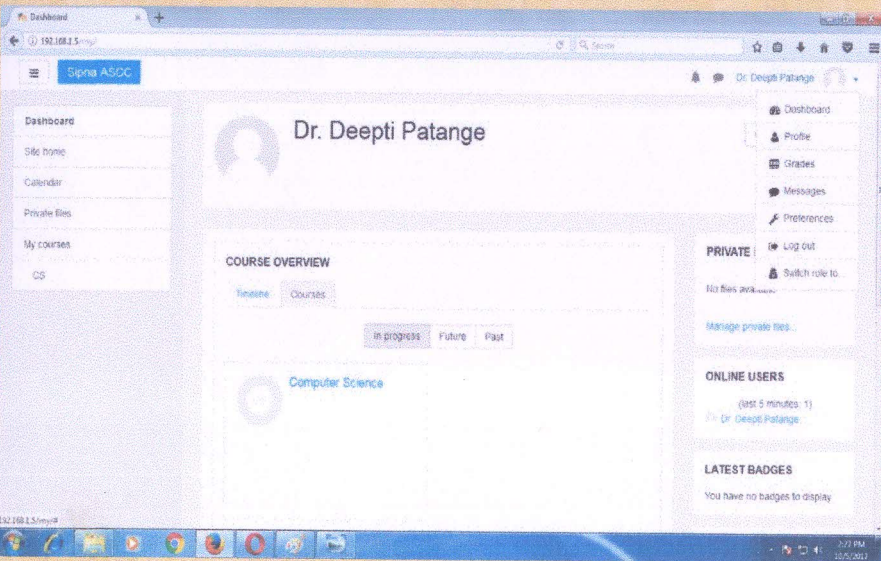 Dashboard
192.168.1.5/my/
Search
Sipna ASCC
Dr. Deepti Patange
Dashboard
Site home
Calendar
Private files
My courses
CS
Dr. Deepti Patange
Dashboard
Profile
Grades
Messages
Preferences
Log out
Switch role to...
COURSE OVERVIEW
Timeline Courses
In progress Future Past
Computer Science
PRIVATE
No files
Manage private files...
ONLINE USERS
(last 5 minutes: 1)
Dr. Deepti Patange
LATEST BADGES
You have no badges to display
192.168.1.5/my/#
2:27 PM
10/5/2017